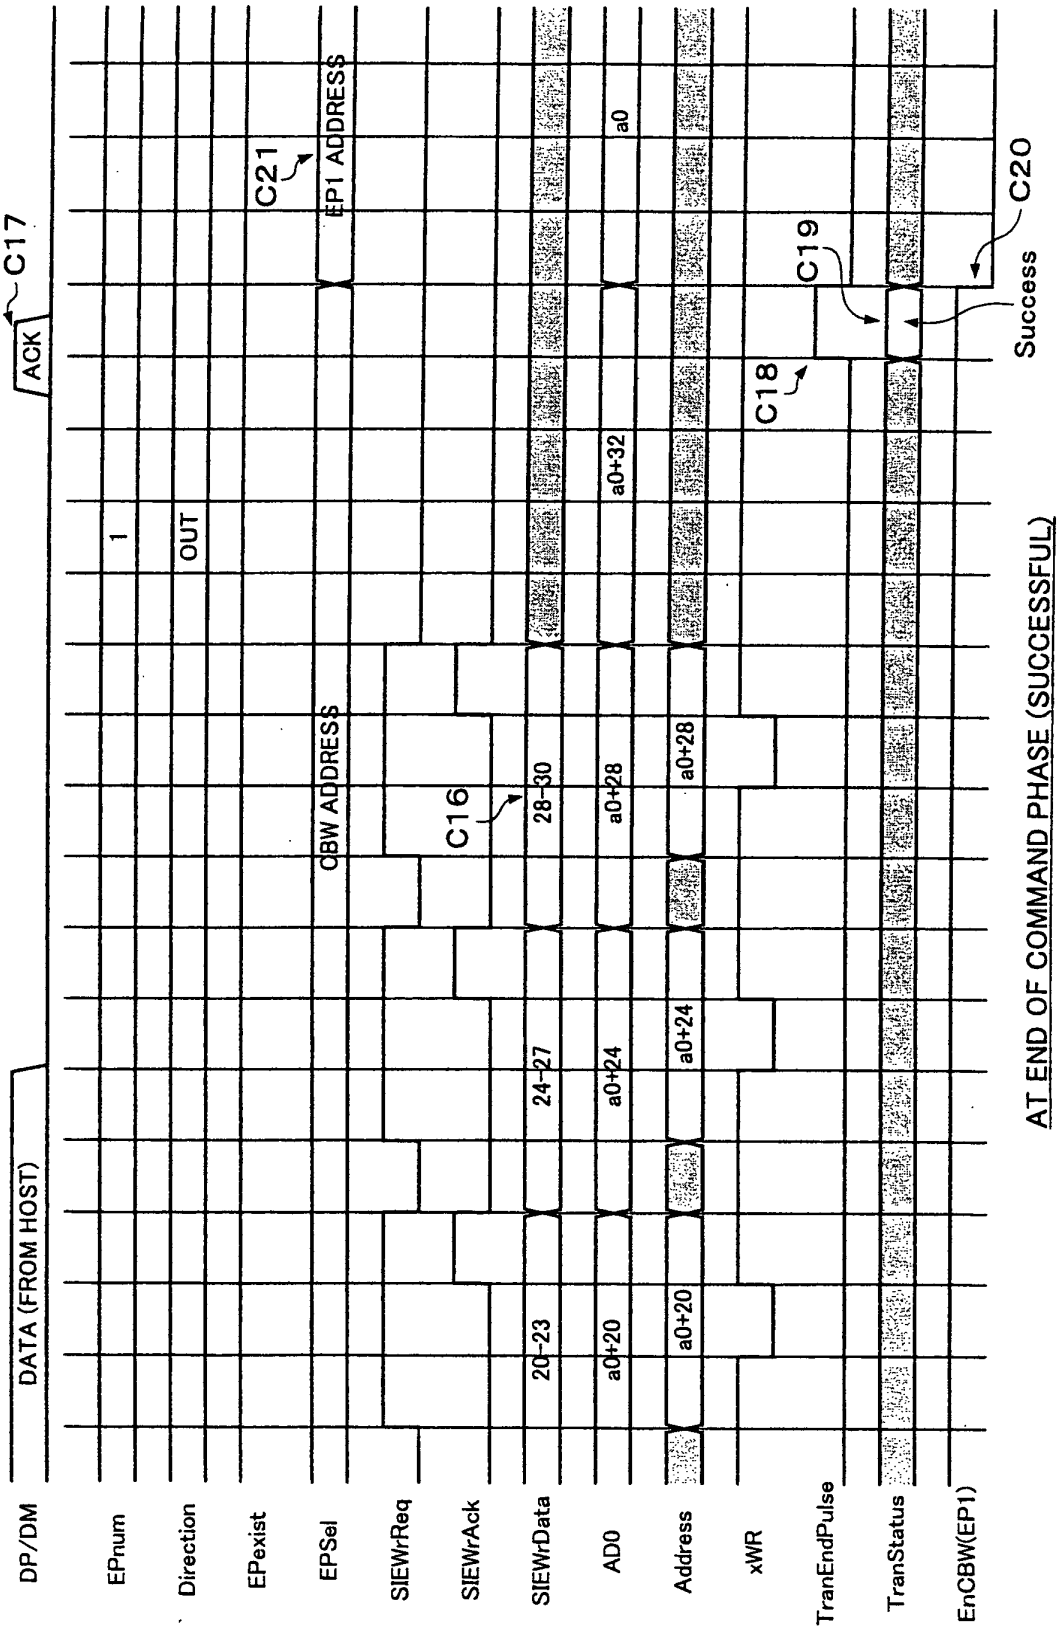 DP/DM DATA (FROM HOST) ACK C17
EPnum 1
Direction OUT
EPexist C21
EPSel CBW ADDRESS EP1 ADDRESS
SIEWrReq
SIEWrAck C16
SIEWrData 20-23 24-27 28-30
AD0 a0+20 a0+24 a0+28 a0+32 a0
Address a0+20 a0+24 a0+28
xWR
C18 C19
TranEndPulse
TranStatus
EnCBW(EP1) C20
Success
AT END OF COMMAND PHASE (SUCCESSFUL)